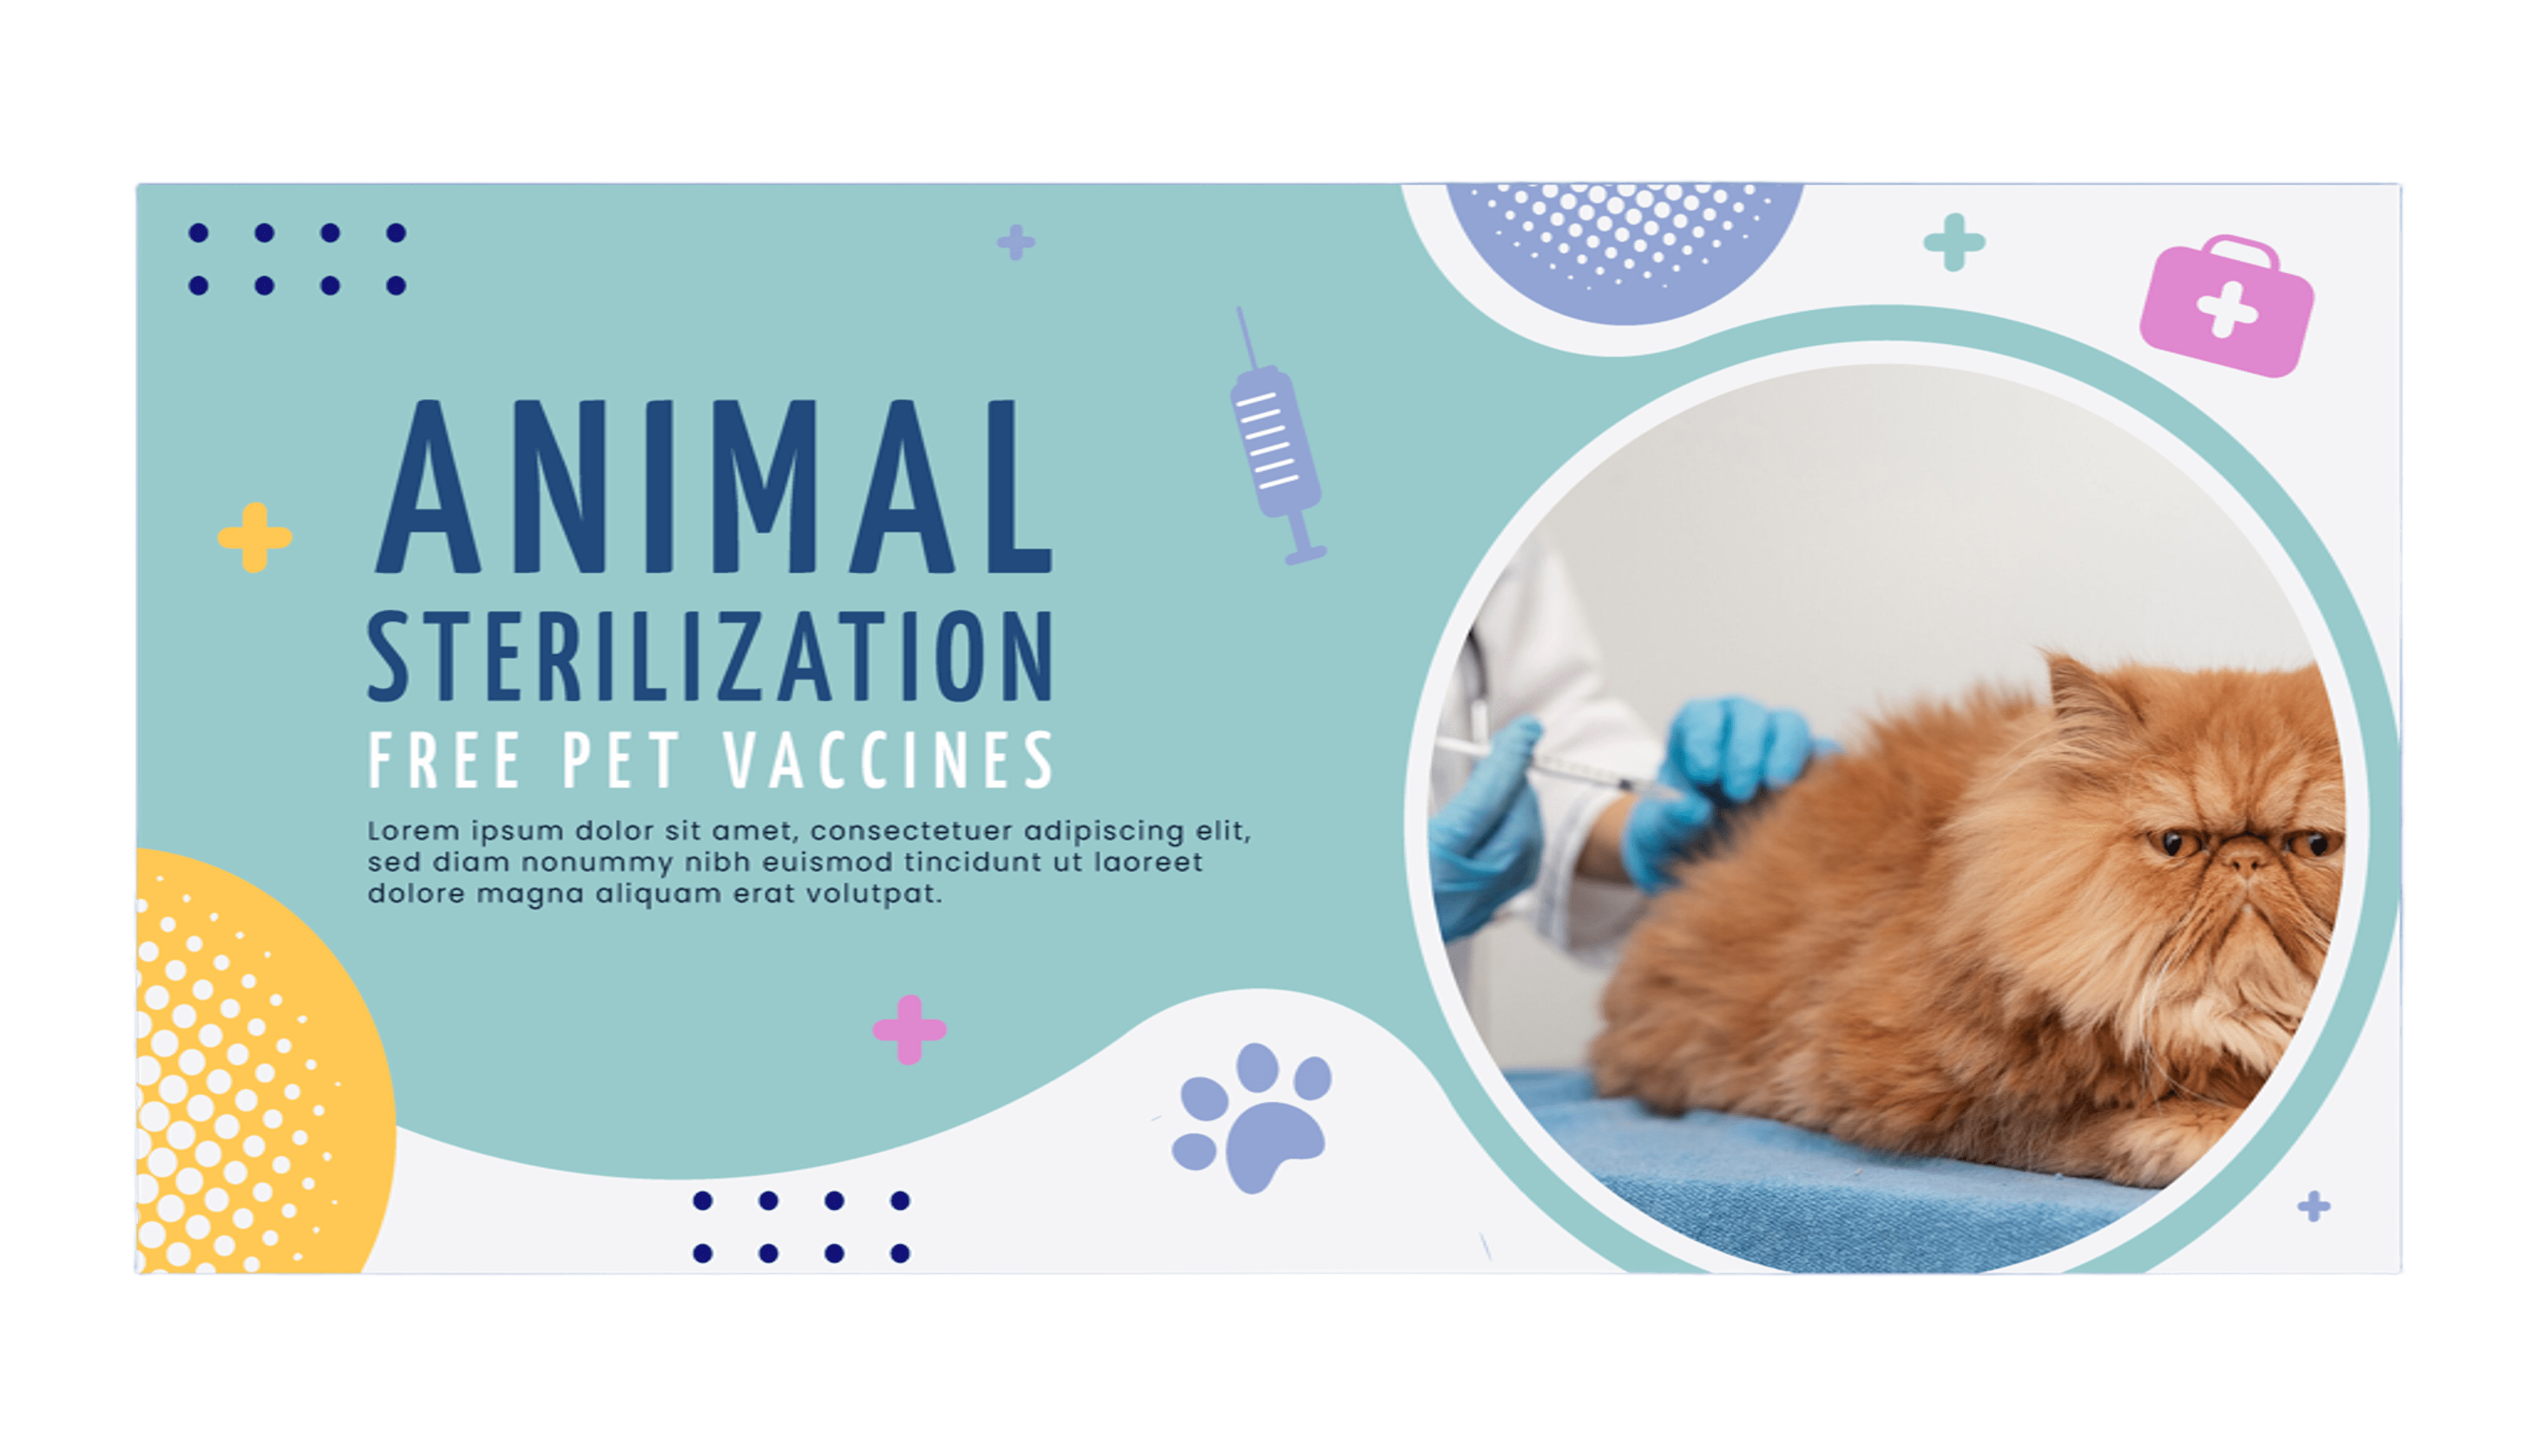 ANIMAL
STERILIZATION
FREE PET VACCINES
Lorem ipsum dolor sit amet, consectetuer adipiscing elit,
sed diam nonummy nibh euismod tincidunt ut laoreet
dolore magna aliquam erat volutpat.